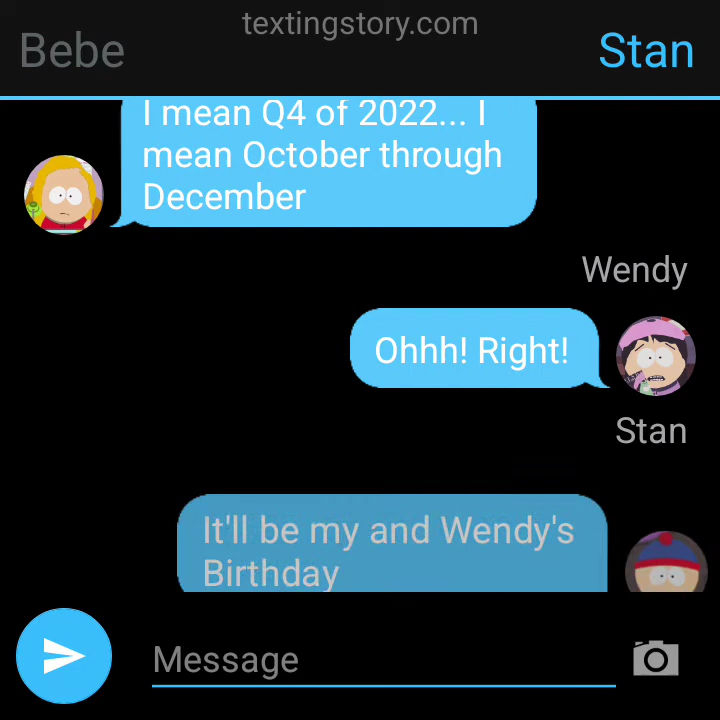 textingstory.com
Bebe
Stan
I mean Q4 of 2022... I
mean October through
December
Wendy
Ohhh! Right!
Stan
It'll be my and Wendy's
Birthday
Message